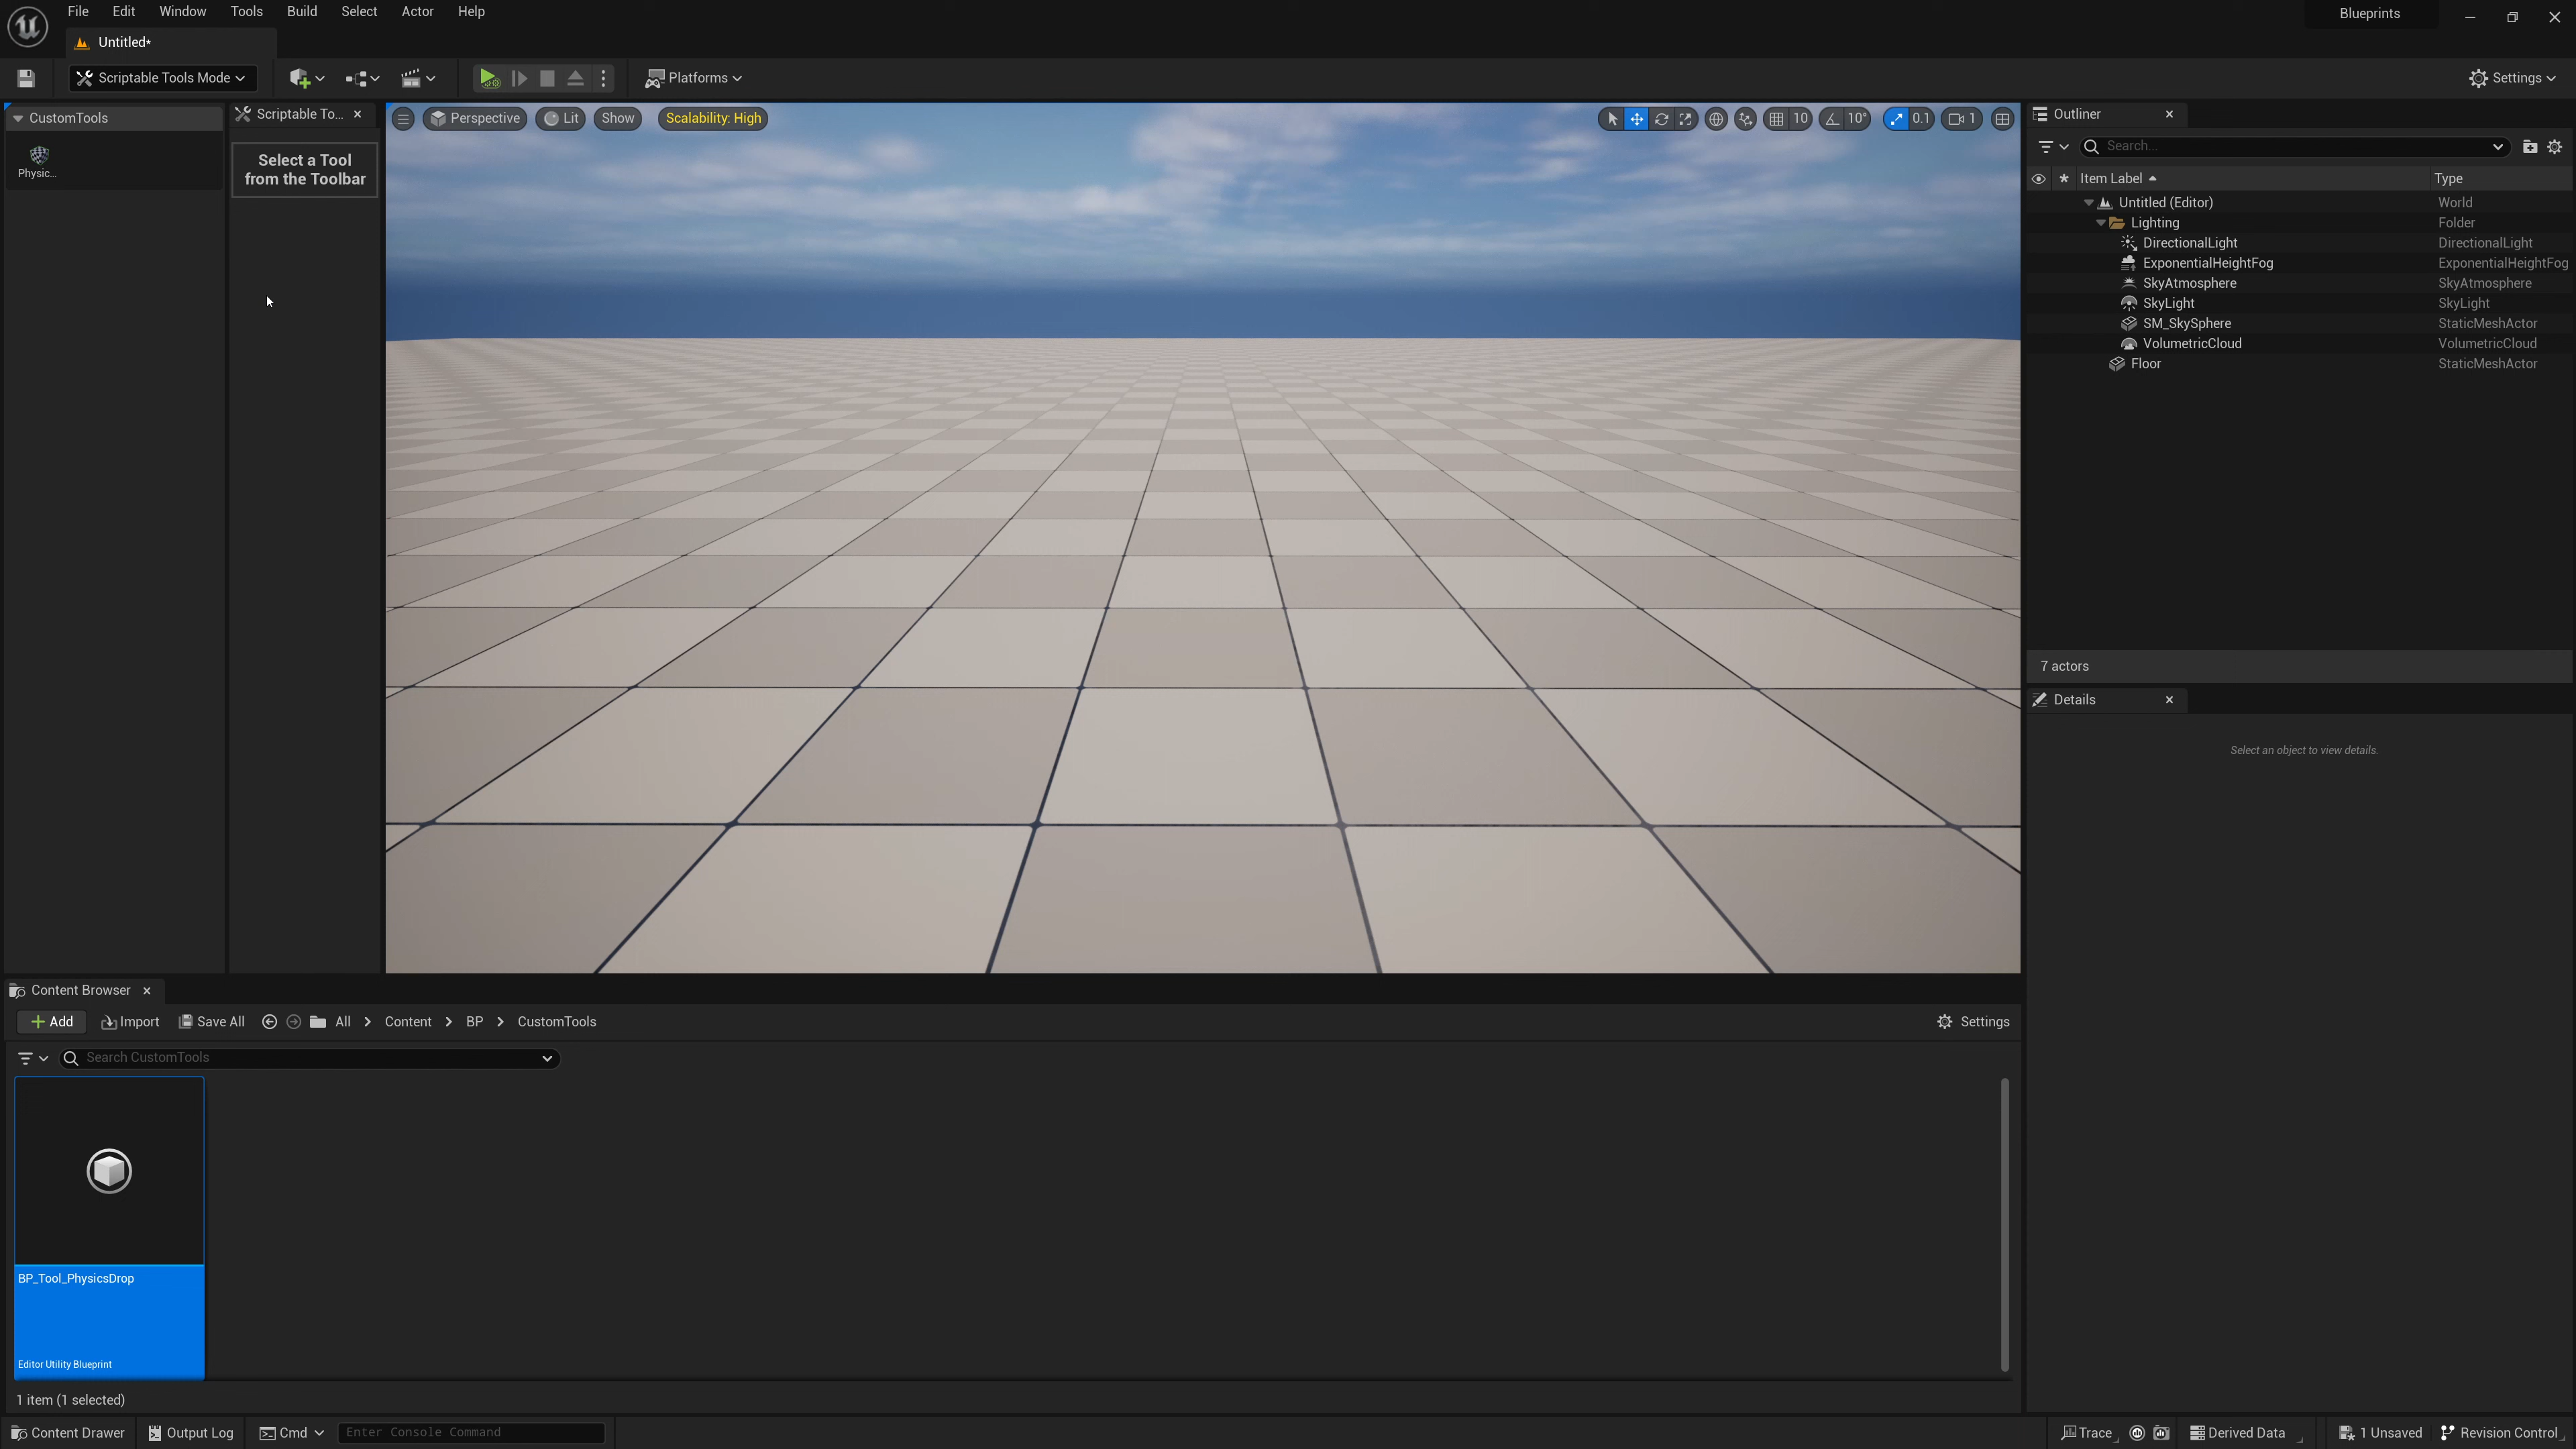 File Edit Window Tools Build Select Actor Help
Blueprints
Untitled*
Scriptable Tools Mode
Platforms
Settings
CustomTools
Physic...
Scriptable To...
Select a Tool
from the Toolbar
Perspective Lit Show Scalability: High
10 10° 0.1 1
Outliner
Search...
Item Label Type
Untitled (Editor) World
Lighting Folder
DirectionalLight DirectionalLight
ExponentialHeightFog ExponentialHeightFog
SkyAtmosphere SkyAtmosphere
SkyLight SkyLight
SM_SkySphere StaticMeshActor
VolumetricCloud VolumetricCloud
Floor StaticMeshActor
7 actors
Details
Select an object to view details.
Content Browser
Add Import Save All All Content BP CustomTools Settings
Search CustomTools
BP_Tool_PhysicsDrop
Editor Utility Blueprint
1 item (1 selected)
Content Drawer Output Log Cmd Enter Console Command
Trace Derived Data 1 Unsaved Revision Control